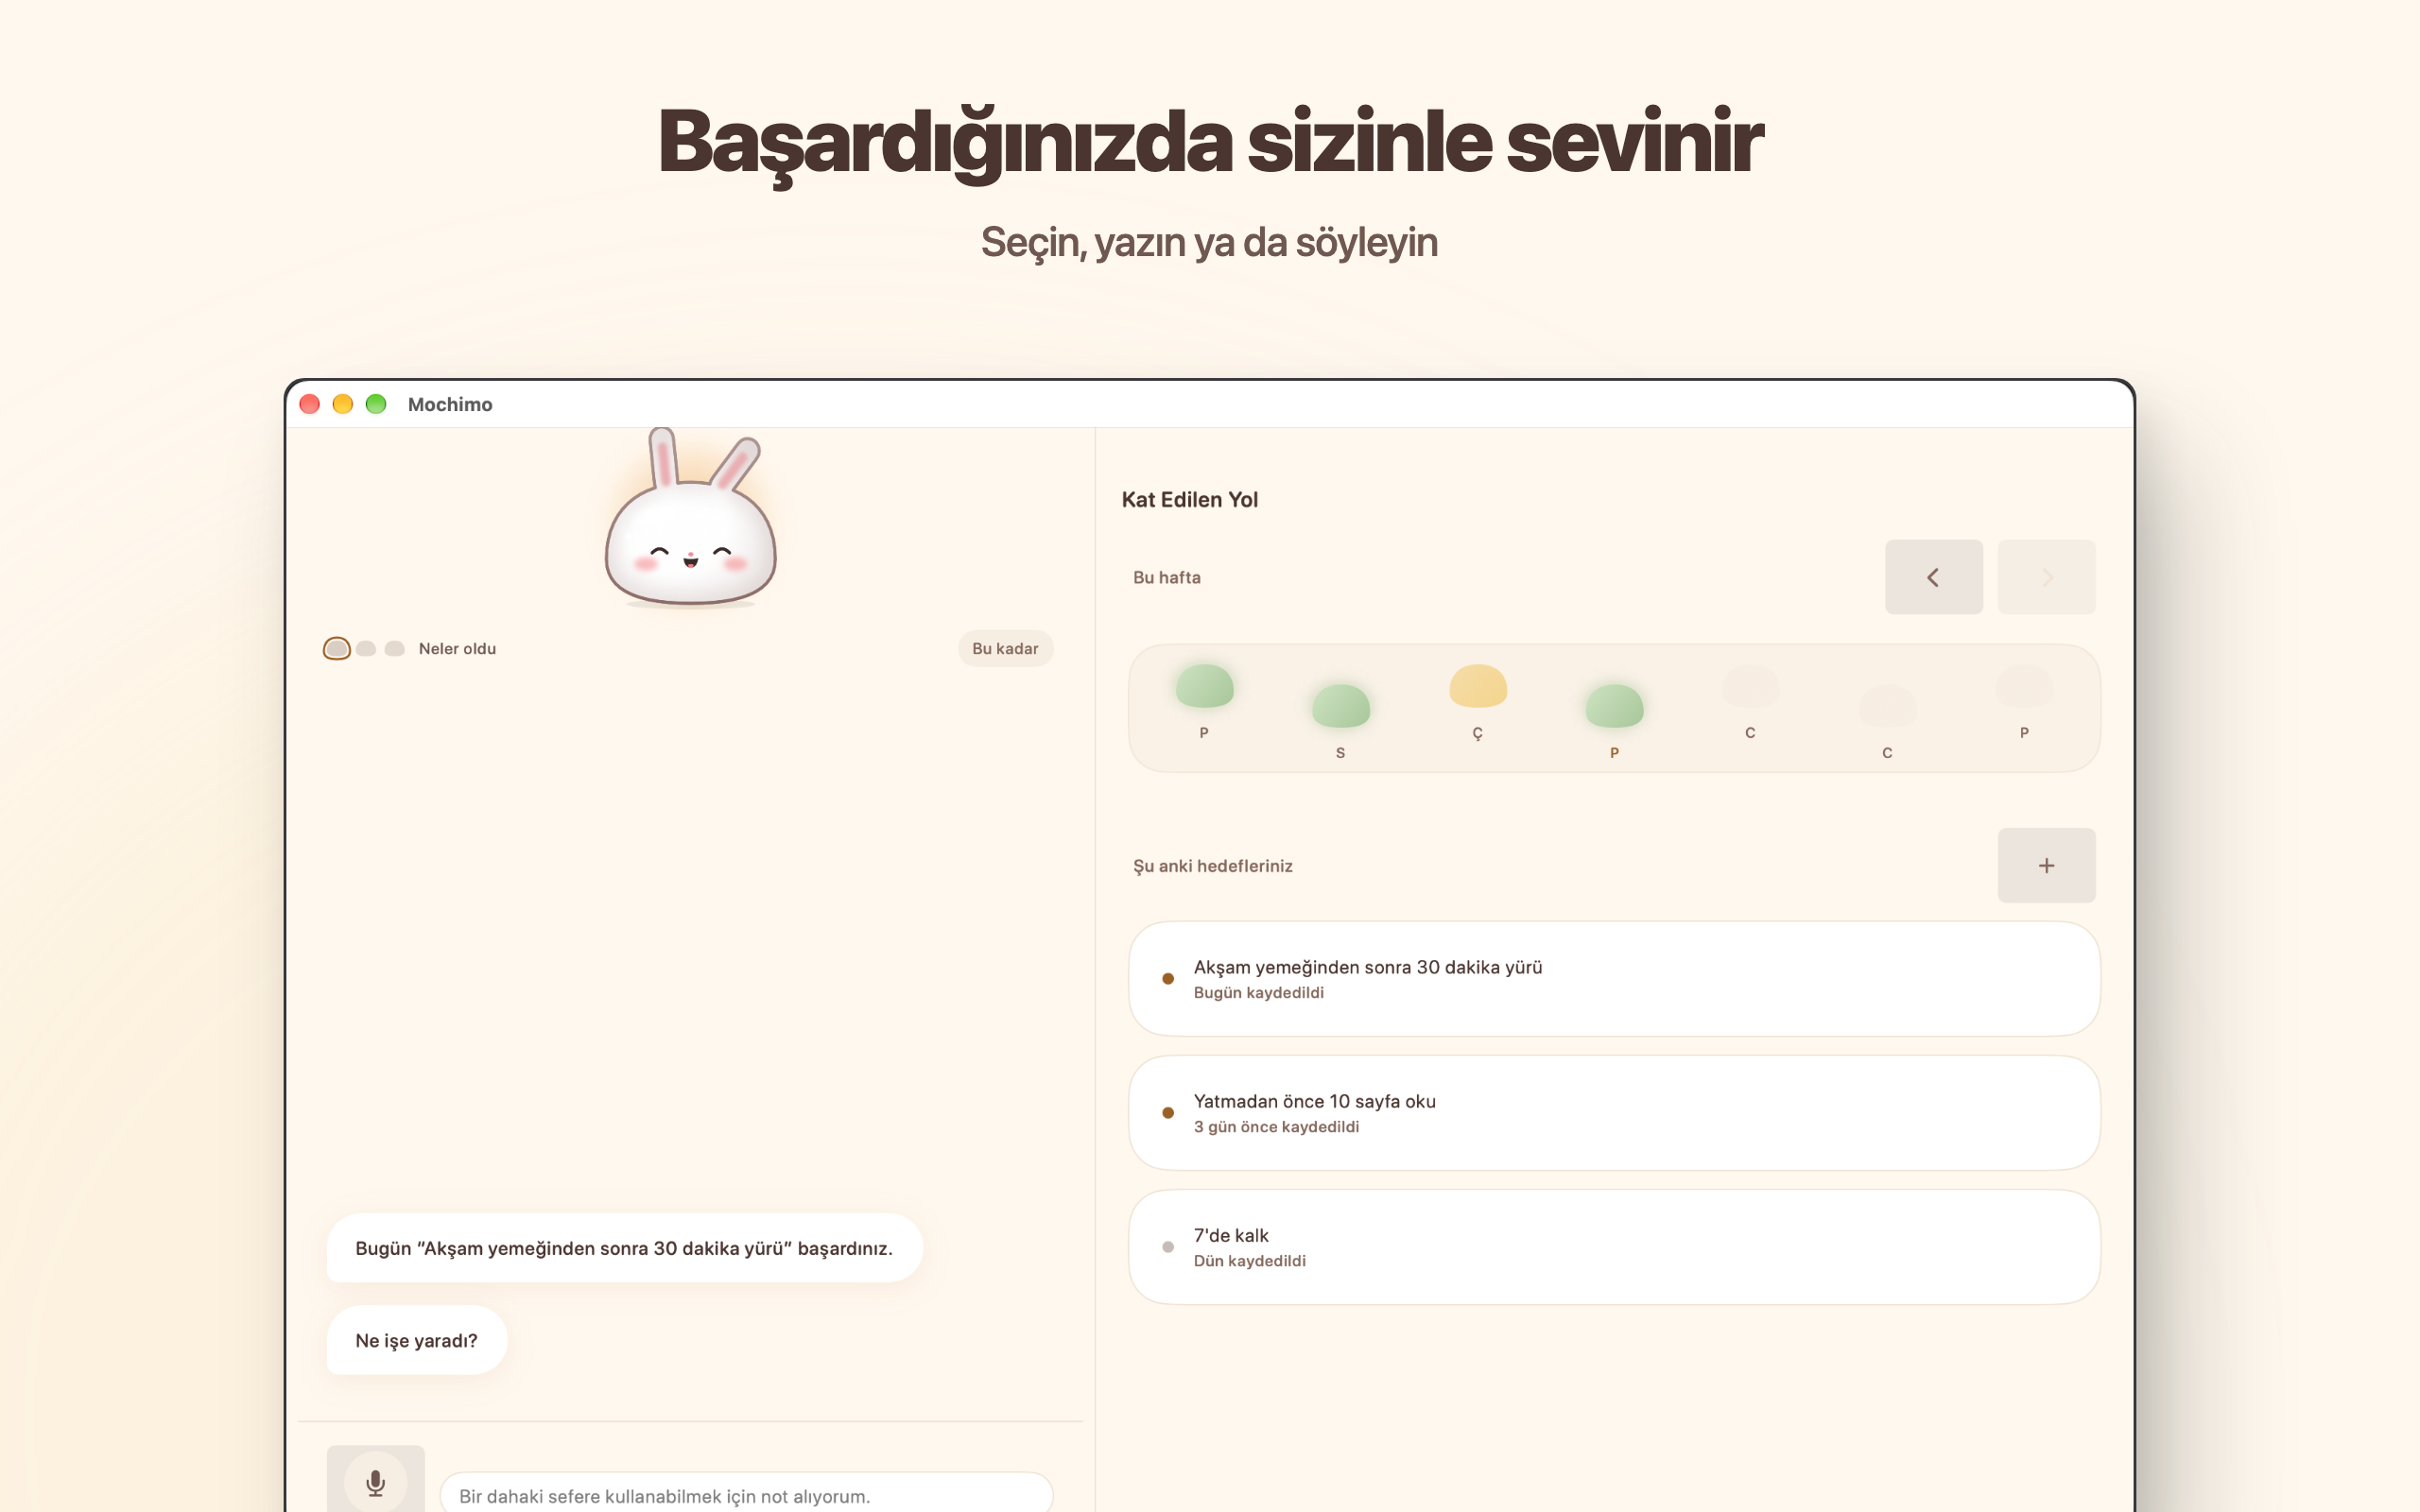 Başardığınızda sizinle sevinir
Seçin, yazın ya da söyleyin
Mochimo
Neler oldu
Bu kadar
Bugün “Akşam yemeğinden sonra 30 dakika yürü” başardınız.
Ne işe yaradı?
Bir dahaki sefere kullanabilmek için not alıyorum.
Kat Edilen Yol
Bu hafta
P
S
Ç
P
C
C
P
Şu anki hedefleriniz
Akşam yemeğinden sonra 30 dakika yürü
Bugün kaydedildi
Yatmadan önce 10 sayfa oku
3 gün önce kaydedildi
7'de kalk
Dün kaydedildi